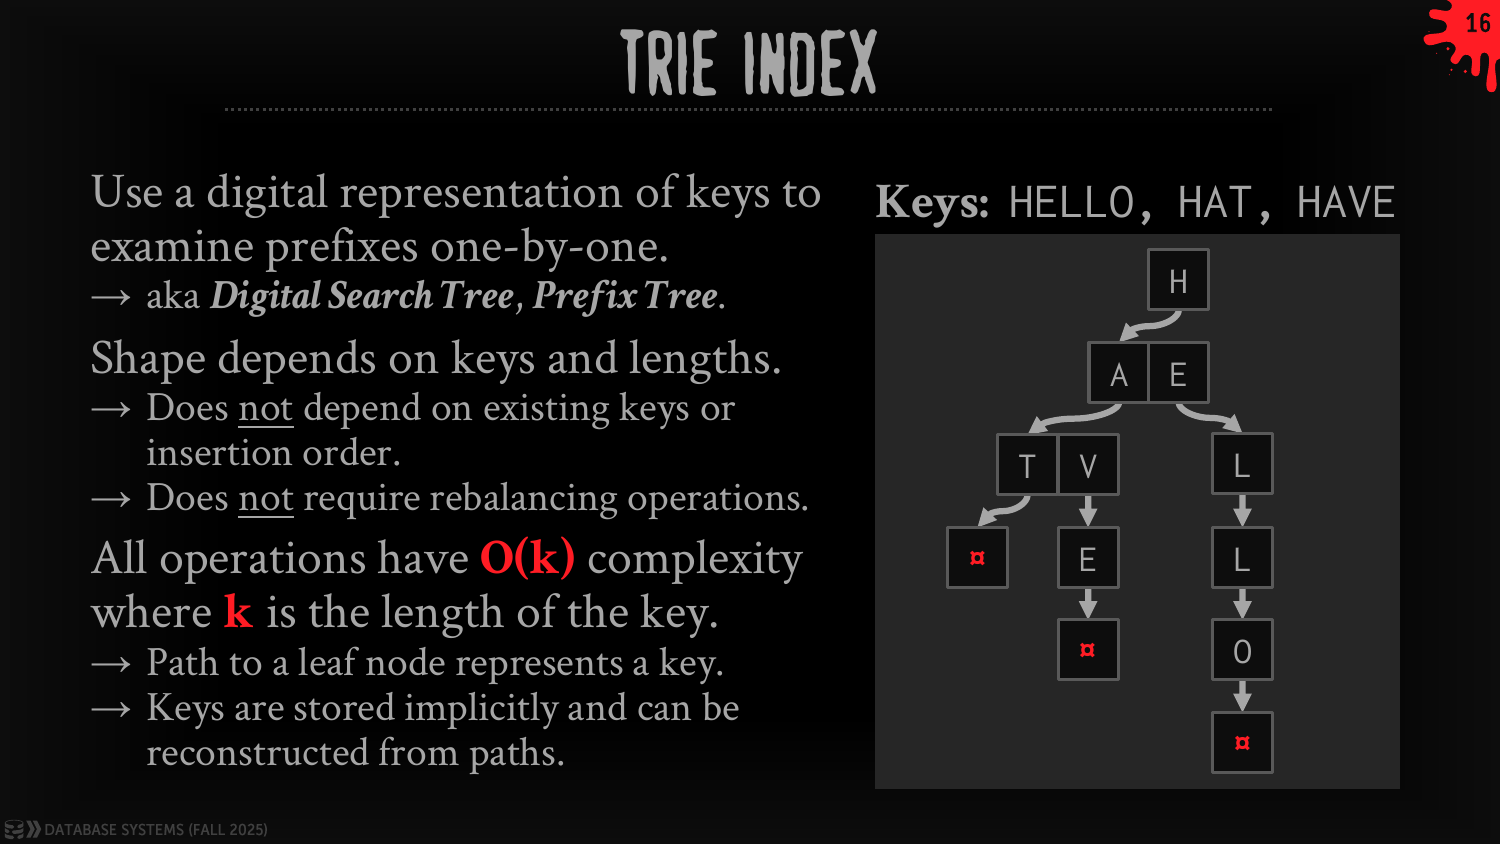 TRIE INDEX
16
Use a digital representation of keys to
examine prefixes one-by-one.
→ aka Digital Search Tree, Prefix Tree.
Shape depends on keys and lengths.
→ Does not depend on existing keys or
insertion order.
→ Does not require rebalancing operations.
All operations have O(k) complexity
where k is the length of the key.
→ Path to a leaf node represents a key.
→ Keys are stored implicitly and can be
reconstructed from paths.
Keys: HELLO, HAT, HAVE
H
A E
T V L
¤ E L
¤ O
¤
DATABASE SYSTEMS (FALL 2025)